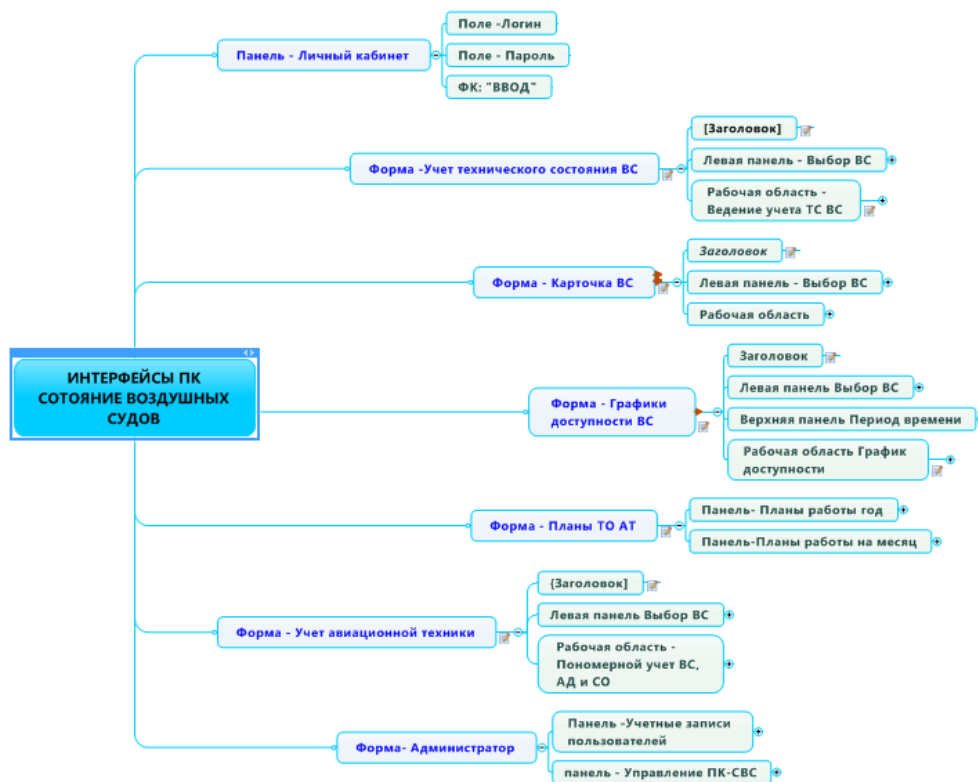 Поле -Логин
Панель - Личный кабинет
Поле - Пароль
ФК: "ВВОД"
[Заголовок]
Форма -Учет технического состояния ВС
Левая панель - Выбор ВС
Рабочая область -
Ведение учета ТС ВС
Заголовок
Форма - Карточка ВС
Левая панель - Выбор ВС
Рабочая область
ИНТЕРФЕЙСЫ ПК
СОТОЯНИЕ ВОЗДУШНЫХ
СУДОВ
Заголовок
Левая панель Выбор ВС
Форма - Графики
доступности ВС
Верхняя панель Период времени
Рабочая область График
доступности
Форма - Планы ТО АТ
Панель- Планы работы год
Панель-Планы работы на месяц
{Заголовок]
Форма - Учет авиационной техники
Левая панель Выбор ВС
Рабочая область -
Пономерной учет ВС,
АД и СО
Форма- Администратор
Панель -Учетные записи
пользователей
панель - Управление ПК-СВС